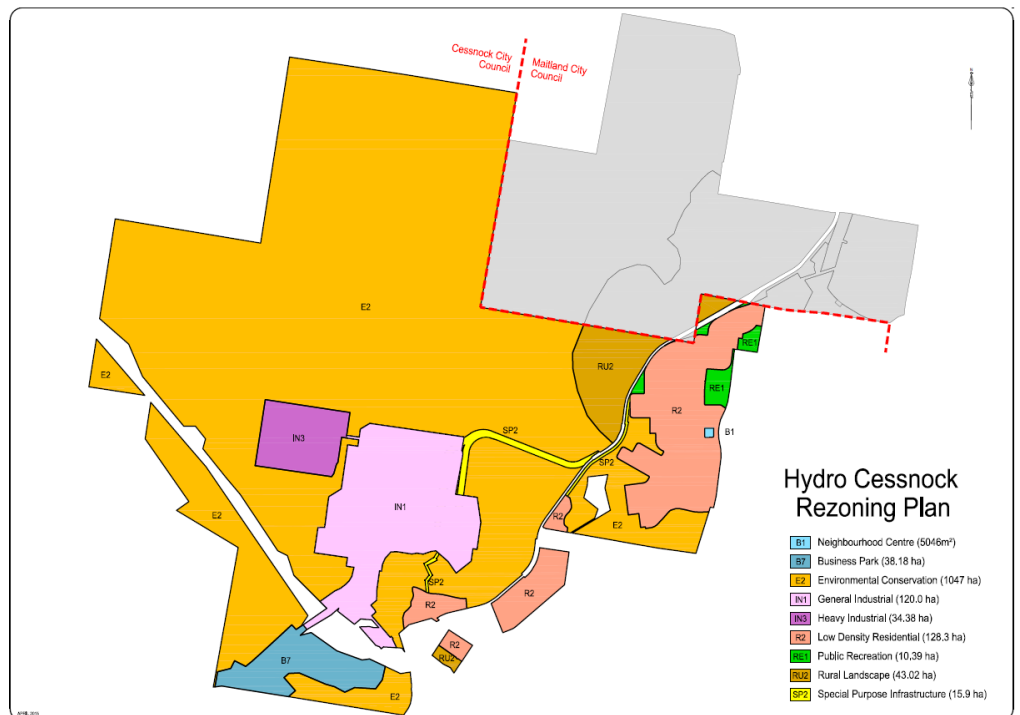 Cessnock City
Council
Maitland City
Council
E2
RU2
RE1
E2
RE1
R2
B1
SP2
IN3
SP2
IN1
E2
R2
E2
SP2
R2
R2
R2
RU2
B7
E2
Hydro Cessnock
Rezoning Plan
B1 Neighbourhood Centre (5046m²)
B7 Business Park (38,18 ha)
E2 Environmental Conservation (1047 ha)
IN1 General Industrial (120.0 ha)
IN3 Heavy Industrial (34.38 ha)
R2 Low Density Residential (128.3 ha)
RE1 Public Recreation (10,39 ha)
RU2 Rural Landscape (43.02 ha)
SP2 Special Purpose Infrastructure (15.9 ha)